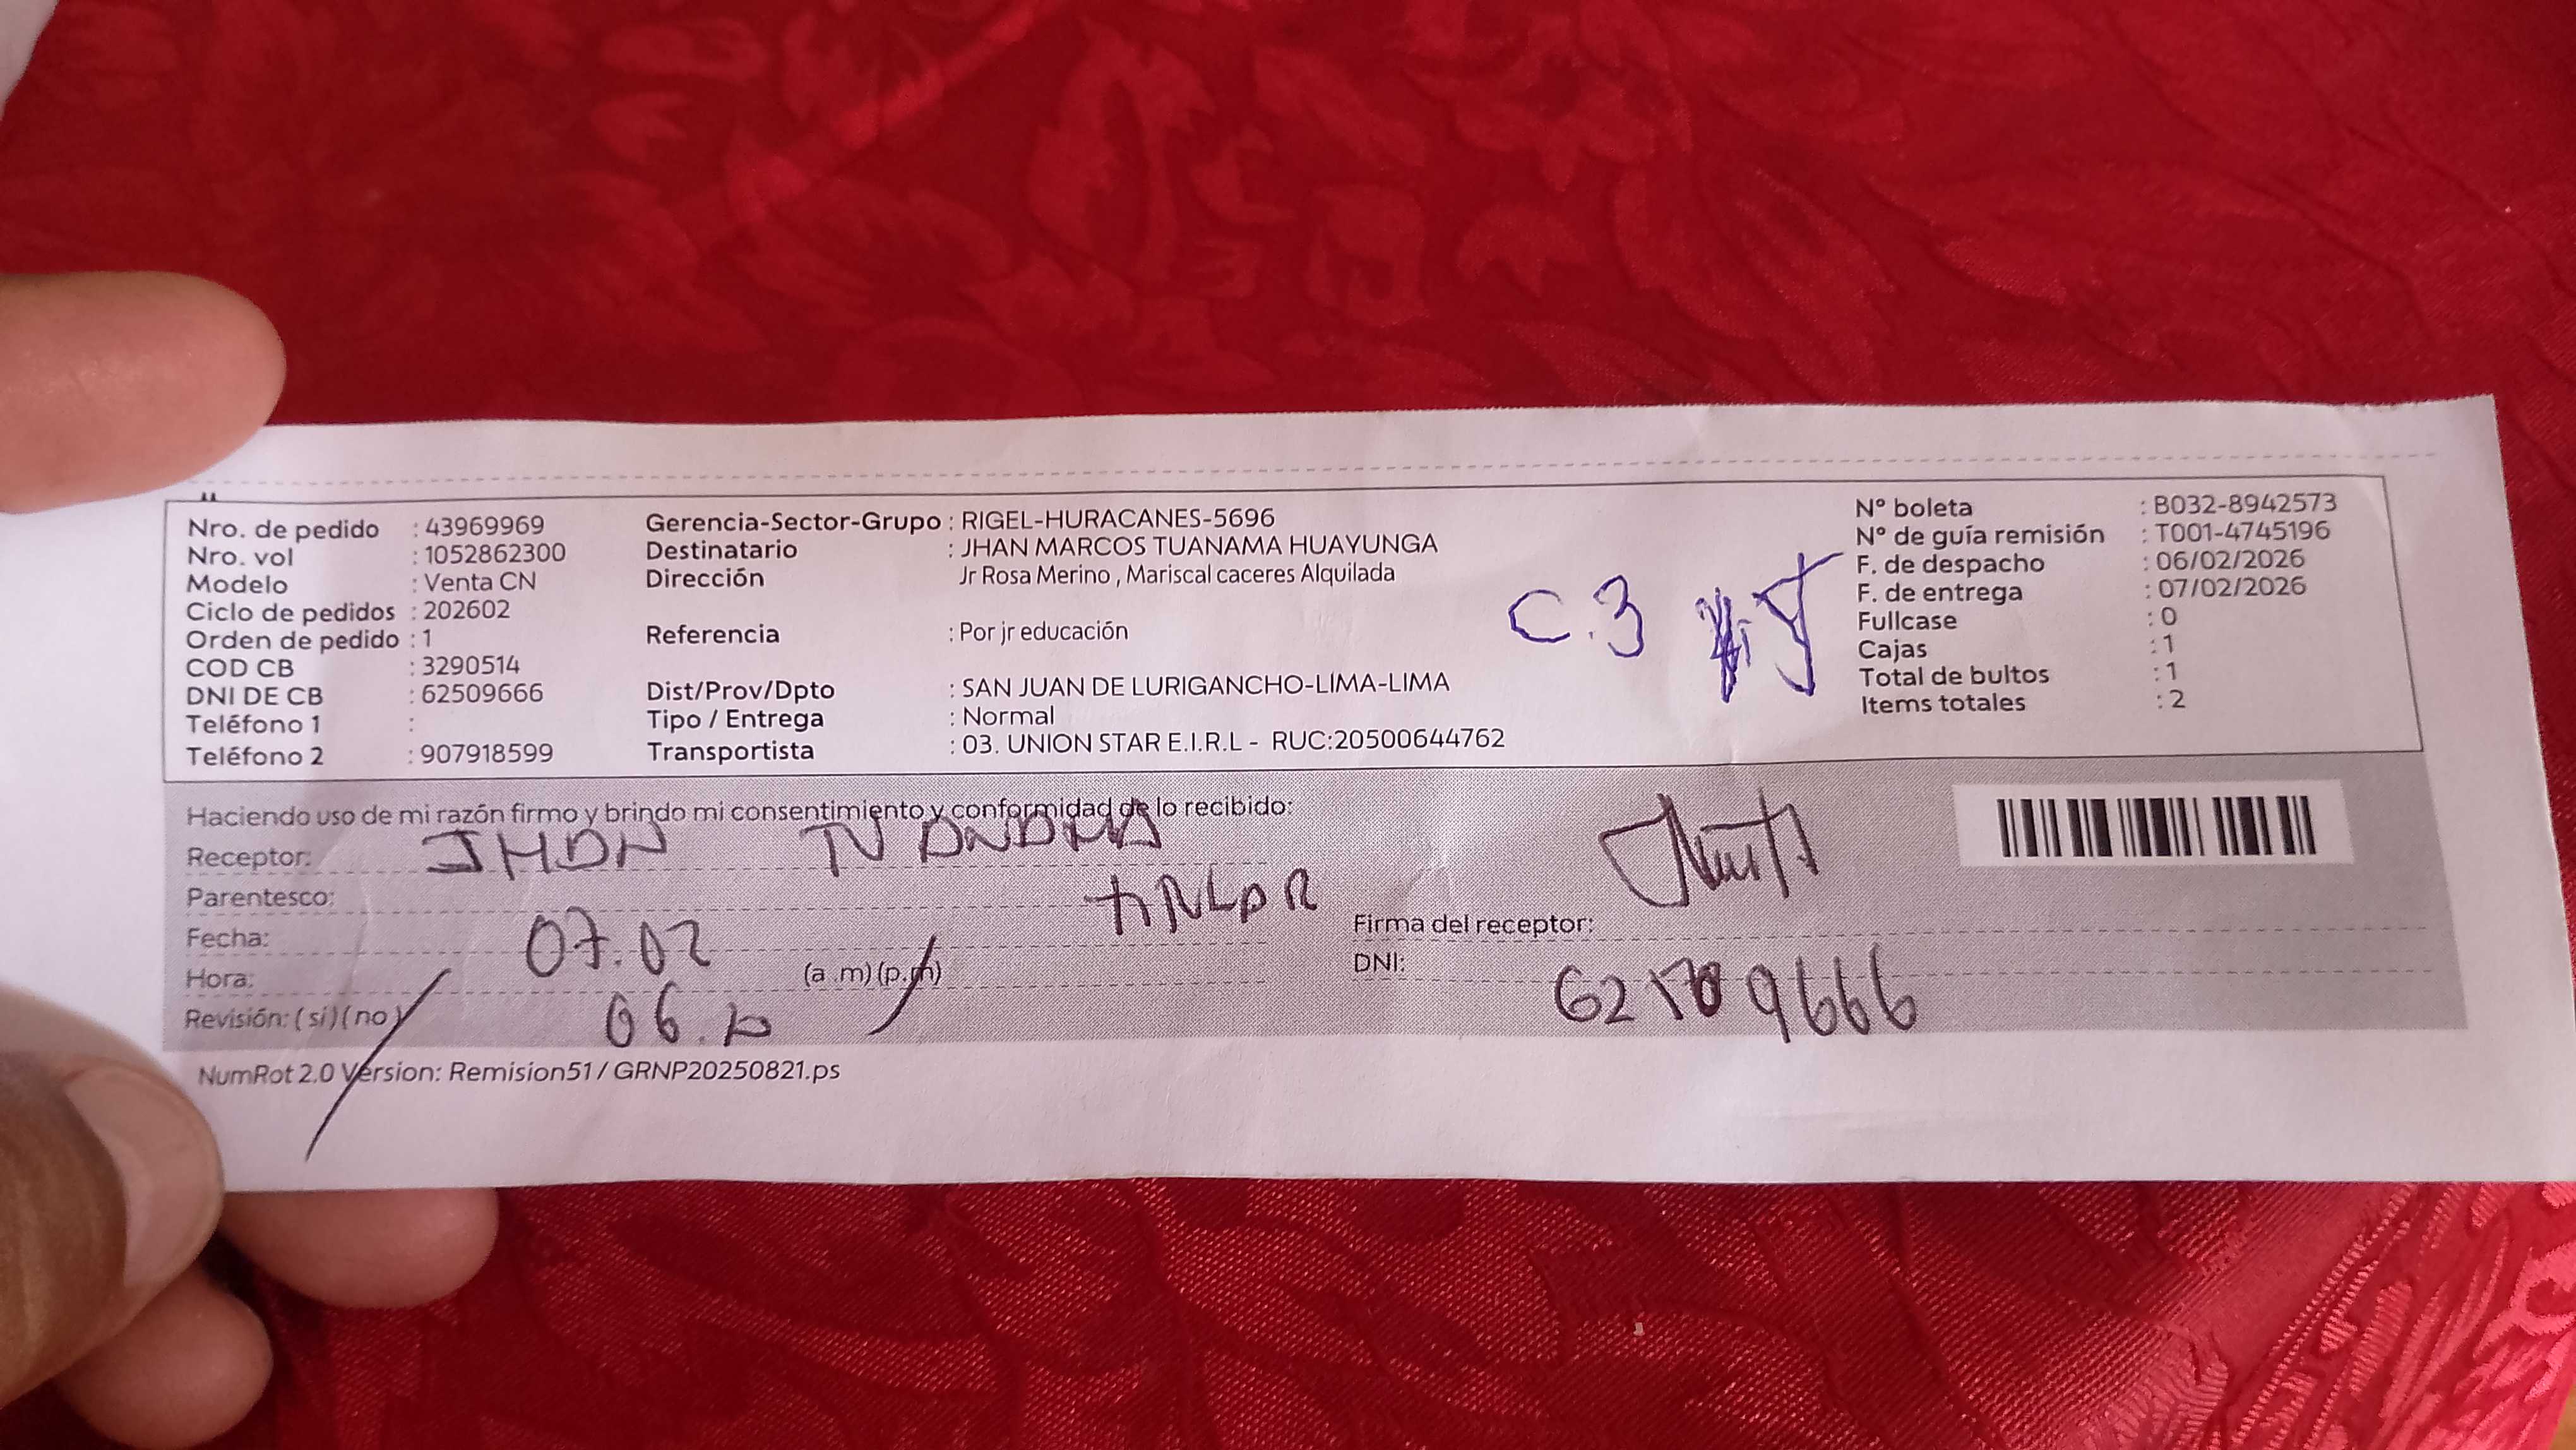 Nro. de pedido : 43969969
Nro. vol : 1052862300
Modelo : Venta CN
Ciclo de pedidos : 202602
Orden de pedido : 1
COD CB : 3290514
DNI DE CB : 62509666
Teléfono 1 :
Teléfono 2 : 907918599
Gerencia-Sector-Grupo : RIGEL-HURACANES-5696
Destinatario : JHAN MARCOS TUANAMA HUAYUNGA
Dirección Jr Rosa Merino , Mariscal caceres Alquilada
Referencia : Por jr educación
Dist/Prov/Dpto : SAN JUAN DE LURIGANCHO-LIMA-LIMA
Tipo / Entrega : Normal
Transportista : 03. UNION STAR E.I.R.L - RUC:20500644762
C.3
N° boleta : B032-8942573
N° de guía remisión : T001-4745196
F. de despacho : 06/02/2026
F. de entrega : 07/02/2026
Fullcase : 0
Cajas : 1
Total de bultos : 1
Items totales : 2
Haciendo uso de mi razón firmo y brindo mi consentimiento y conformidad de lo recibido:
Receptor: JHAN TUANAMA
Parentesco:
Fecha: 07.02
Hora: (a.m)(p.m)
Revisión: (si)(no)
Firma del receptor:
DNI:
NumRot 2.0 Version: Remision51 / GRNP20250821.ps